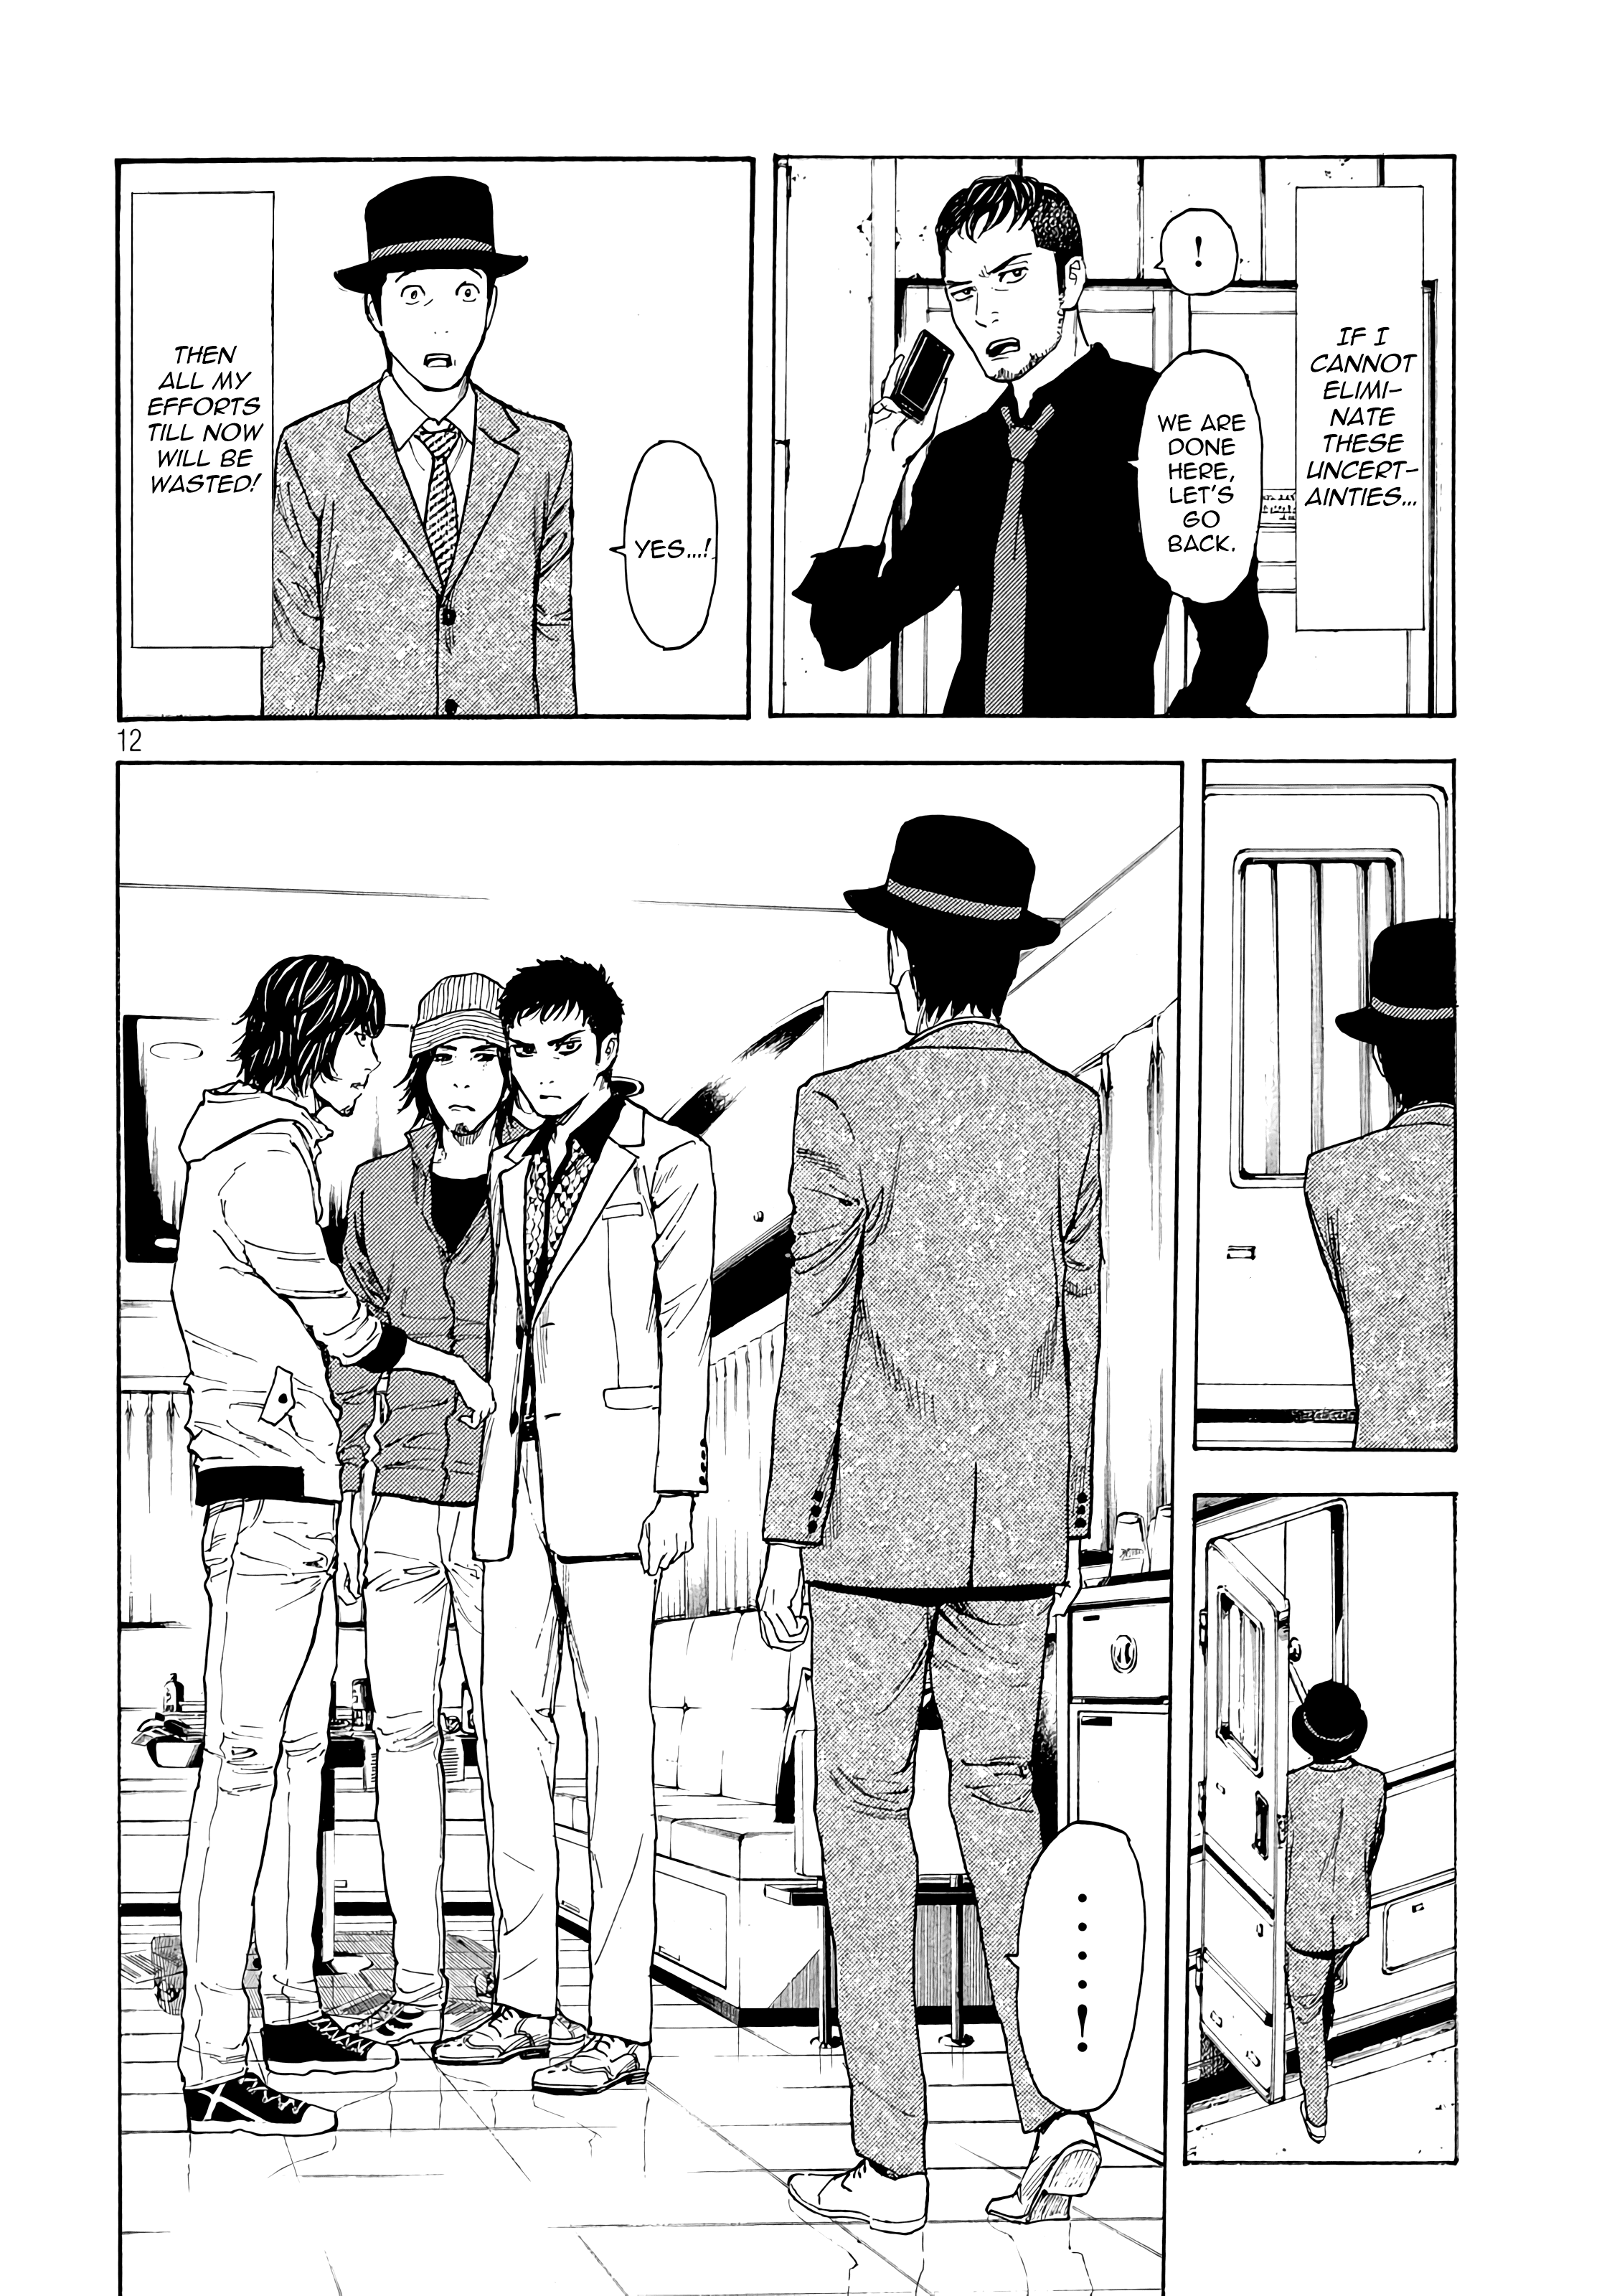 IF I
CANNOT
ELIMI-
NATE
THESE
UNCERT-
AINTIES...
!
WE ARE
DONE
HERE,
LET'S
GO
BACK.
YES...!
THEN
ALL MY
EFFORTS
TILL NOW
WILL BE
WASTED!
12
....!